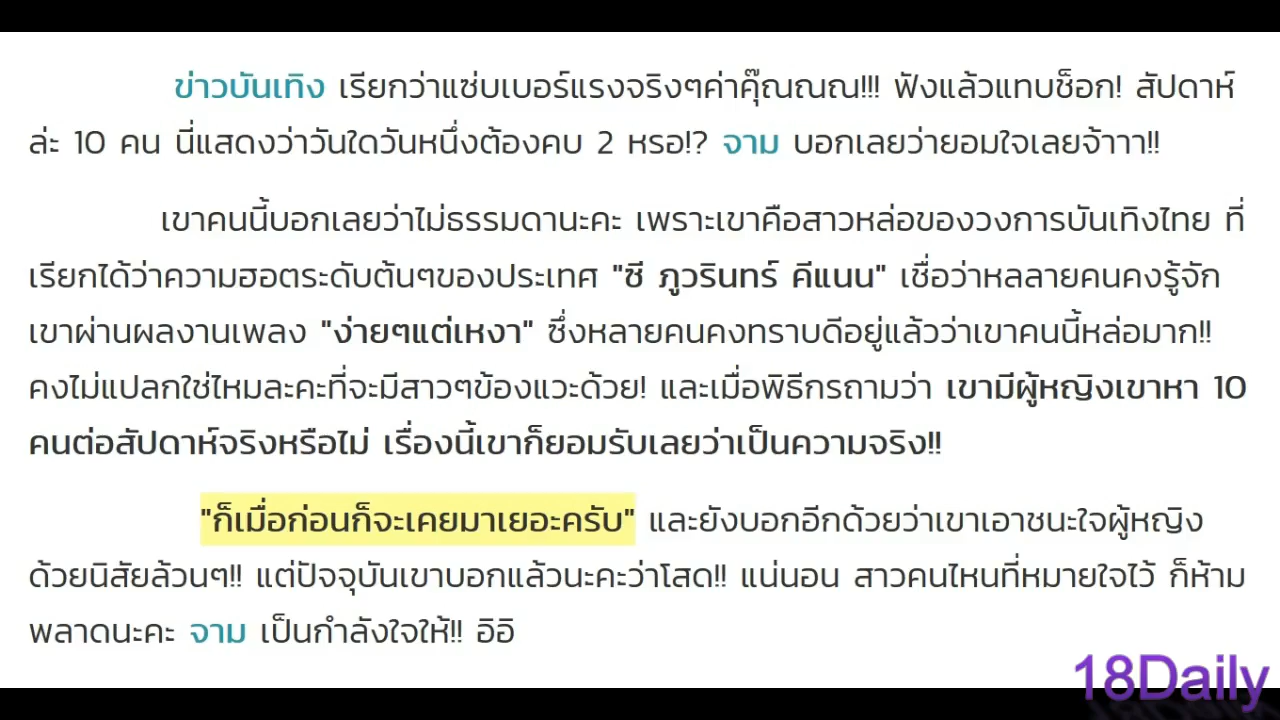 ข่าวบันเทิง เรียกว่าแซ่บเบอร์แรงจริงๆค่าคุ๊ณณณ!!! ฟังแล้วแทบช็อก! สัปดาห์
ล่ะ 10 คน นี่แสดงว่าวันใดวันหนึ่งต้องคบ 2 หรอ!? จาม บอกเลยว่ายอมใจเลยจ้าาา!!
เขาคนนี้บอกเลยว่าไม่ธรรมดานะคะ เพราะเขาคือสาวหล่อของวงการบันเทิงไทย ที่
เรียกได้ว่าความฮอตระดับต้นๆของประเทศ "ซี ภูวรินทร์ คีแนน" เชื่อว่าหลลายคนคงรู้จัก
เขาผ่านผลงานเพลง "ง่ายๆแต่เหงา" ซึ่งหลายคนคงทราบดีอยู่แล้วว่าเขาคนนี้หล่อมาก!!
คงไม่แปลกใช่ไหมละคะที่จะมีสาวๆข้องแวะด้วย! และเมื่อพิธีกรถามว่า เขามีผู้หญิงเขาหา 10
คนต่อสัปดาห์จริงหรือไม่ เรื่องนี้เขาก็ยอมรับเลยว่าเป็นความจริง!!
"ก็เมื่อก่อนก็จะเคยมาเยอะครับ" และยังบอกอีกด้วยว่าเขาเอาชนะใจผู้หญิง
ด้วยนิสัยล้วนๆ!! แต่ปัจจุบันเขาบอกแล้วนะคะว่าโสด!! แน่นอน สาวคนไหนที่หมายใจไว้ ก็ห้าม
พลาดนะคะ จาม เป็นกำลังใจให้!! อิอิ
18Daily